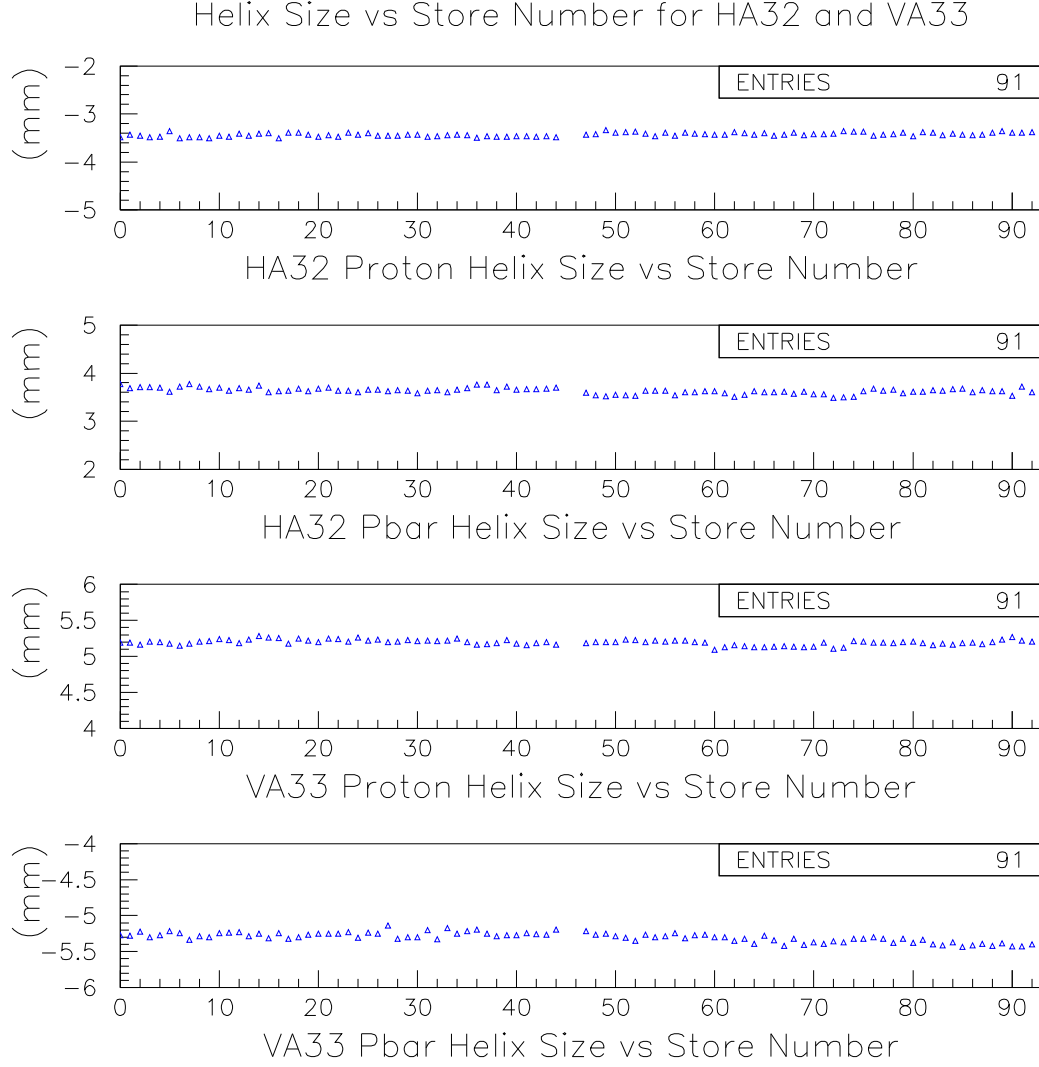 Helix Size vs Store Number for HA32 and VA33
(mm)
-2
-3
-4
-5
ENTRIES 91
0 10 20 30 40 50 60 70 80 90
HA32 Proton Helix Size vs Store Number
(mm)
5
4
3
2
ENTRIES 91
0 10 20 30 40 50 60 70 80 90
HA32 Pbar Helix Size vs Store Number
(mm)
6
5.5
5
4.5
4
ENTRIES 91
0 10 20 30 40 50 60 70 80 90
VA33 Proton Helix Size vs Store Number
(mm)
-4
-4.5
-5
-5.5
-6
ENTRIES 91
0 10 20 30 40 50 60 70 80 90
VA33 Pbar Helix Size vs Store Number